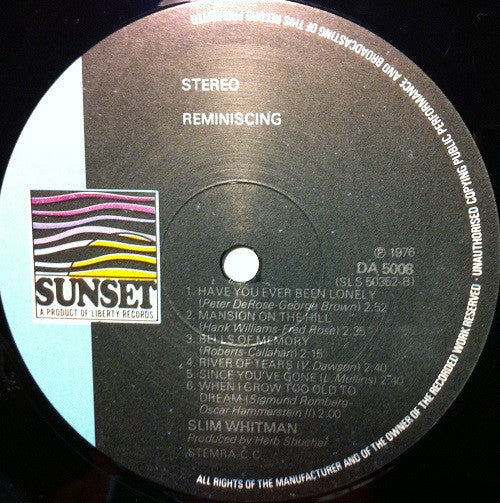 STEREO
REMINISCING
℗ 1976
DA 5008
(SLS 50362-B)
1. HAVE YOU EVER BEEN LONELY
(Peter DeRose-George Brown) 2:52
2. MANSION ON THE HILL
(Hank Williams-Fred Rose) 2.35
3. BELLS OF MEMORY
(Roberts-Callahan) 2:15
4. RIVER OF TEARS (V. Dawson) 2:40
5. SINCE YOU'VE GONE (L. Mullins) 2:40
6. WHEN I GROW TOO OLD TO
DREAM (Sigmund Romberg-
Oscar Hammerstein II) 2:00
SLIM WHITMAN
Produced by Herb Shucher
STEMRA C.C.
SUNSET
A PRODUCT OF LIBERTY RECORDS
ALL RIGHTS OF THE MANUFACTURER AND OF THE OWNER OF THE RECORDED WORK RESERVED · UNAUTHORISED COPYING PUBLIC PERFORMANCE AND BROADCASTING OF THIS RECORD PROHIBITED